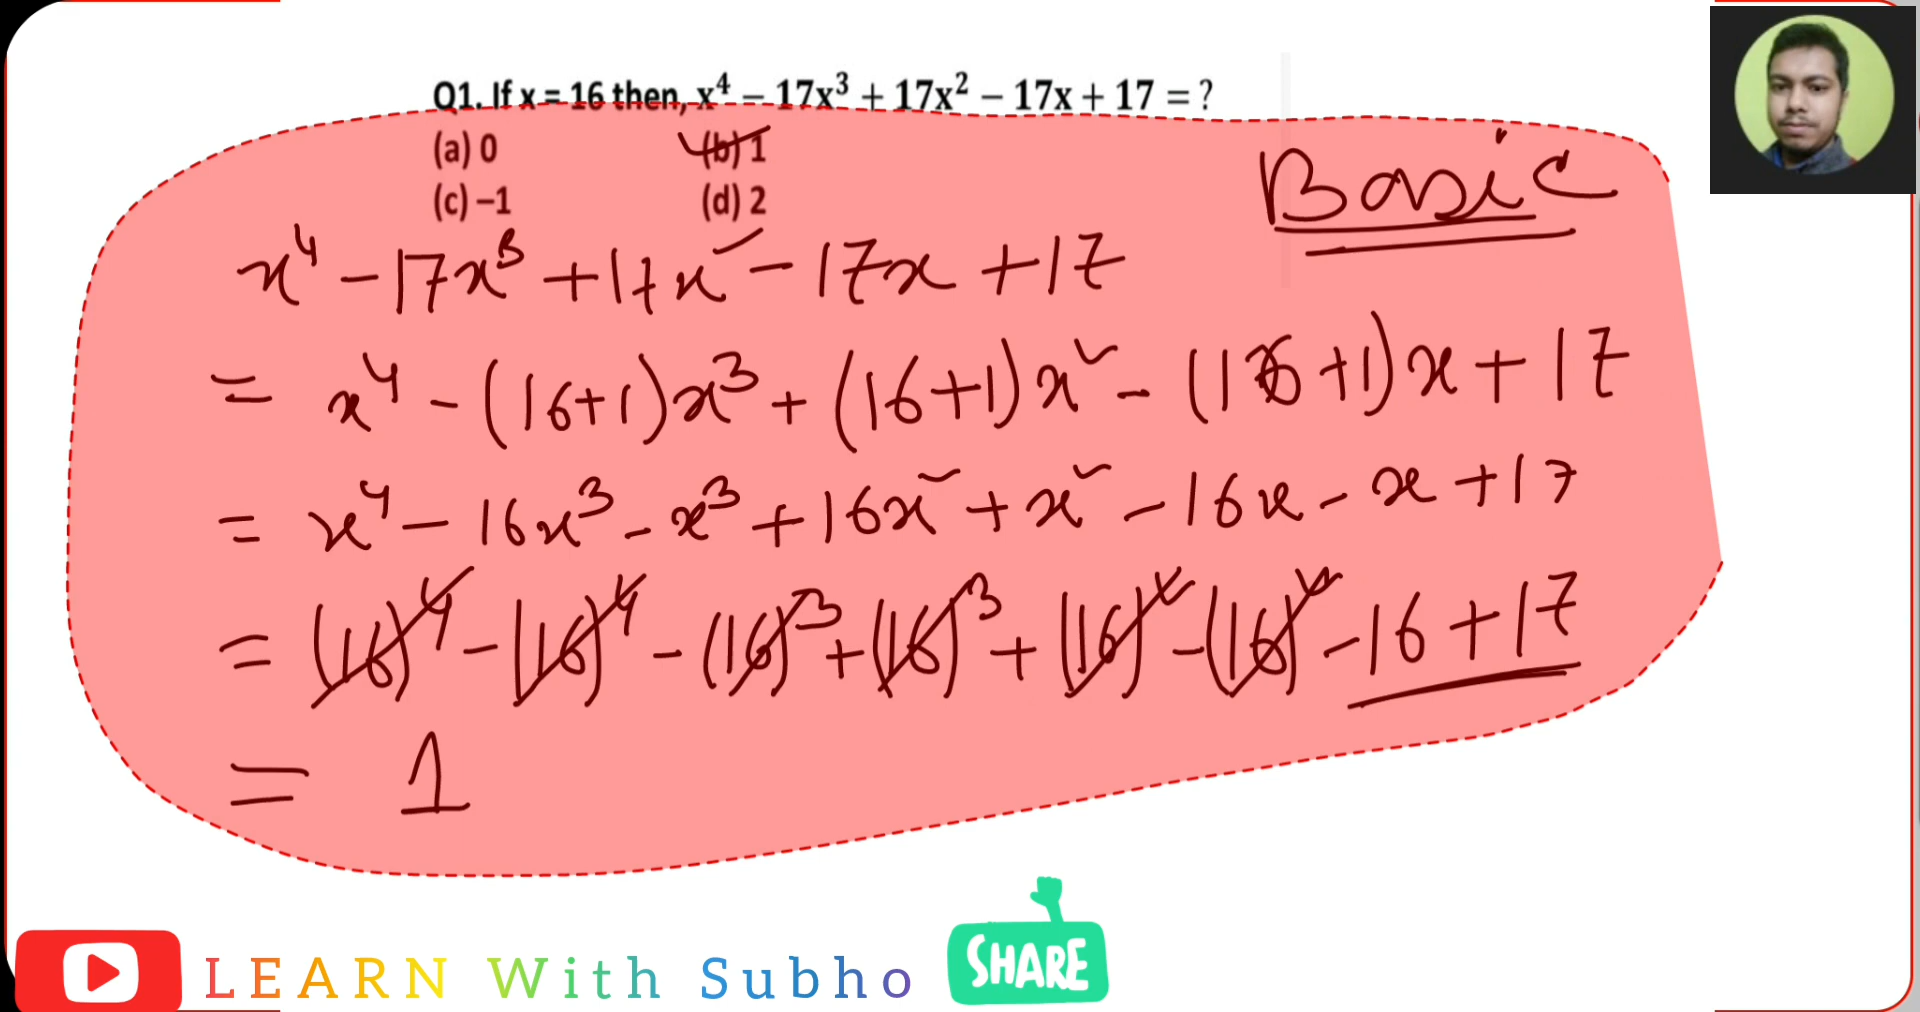 Q1. If x = 16 then, x⁴ − 17x³ + 17x² − 17x + 17 = ?
(a) 0 (b) 1
(c) −1 (d) 2
Basic
x⁴ − 17x³ + 17x² − 17x + 17
= x⁴ − (16+1)x³ + (16+1)x² − (16+1)x + 17
= x⁴ − 16x³ − x³ + 16x² + x² − 16x − x + 17
= (16)⁴ − (16)⁴ − (16)³ + (16)³ + (16)² − (16)² − 16 + 17
= 1
LEARN With Subho
SHARE